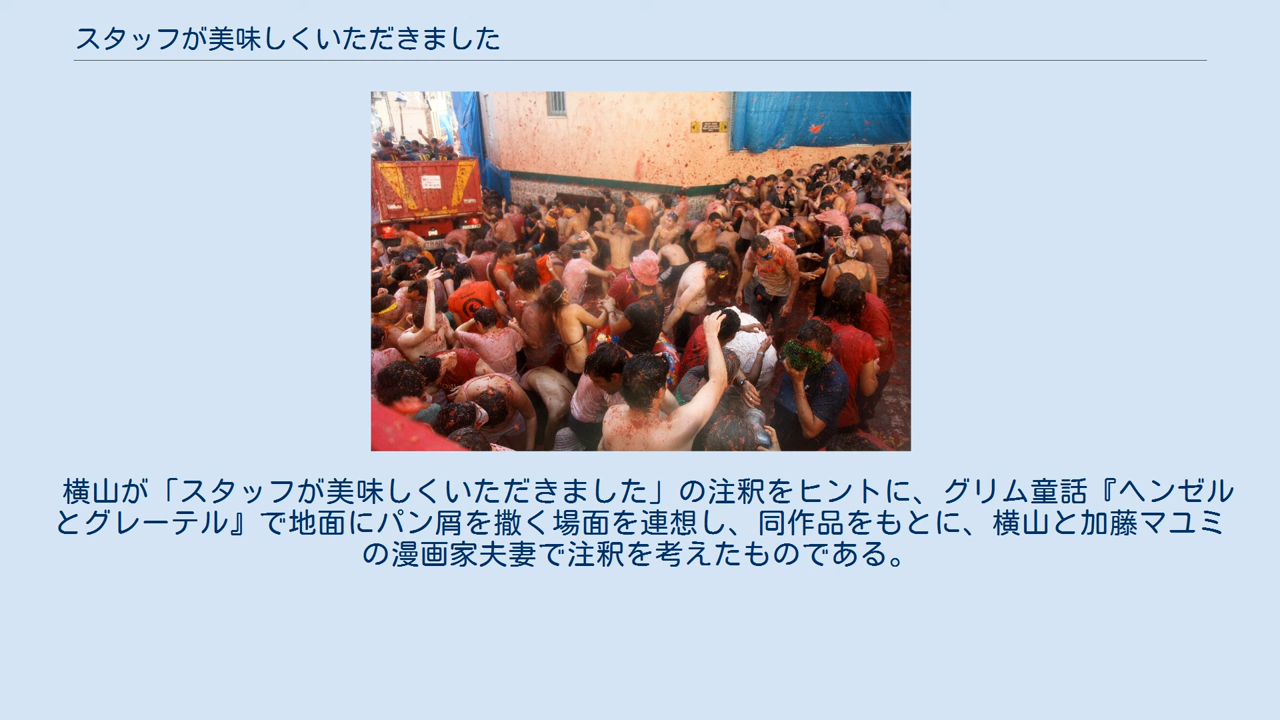 スタッフが美味しくいただきました
横山が「スタッフが美味しくいただきました」の注釈をヒントに、グリム童話『ヘンゼル
とグレーテル』で地面にパン屑を撒く場面を連想し、同作品をもとに、横山と加藤マユミ
の漫画家夫妻で注釈を考えたものである。